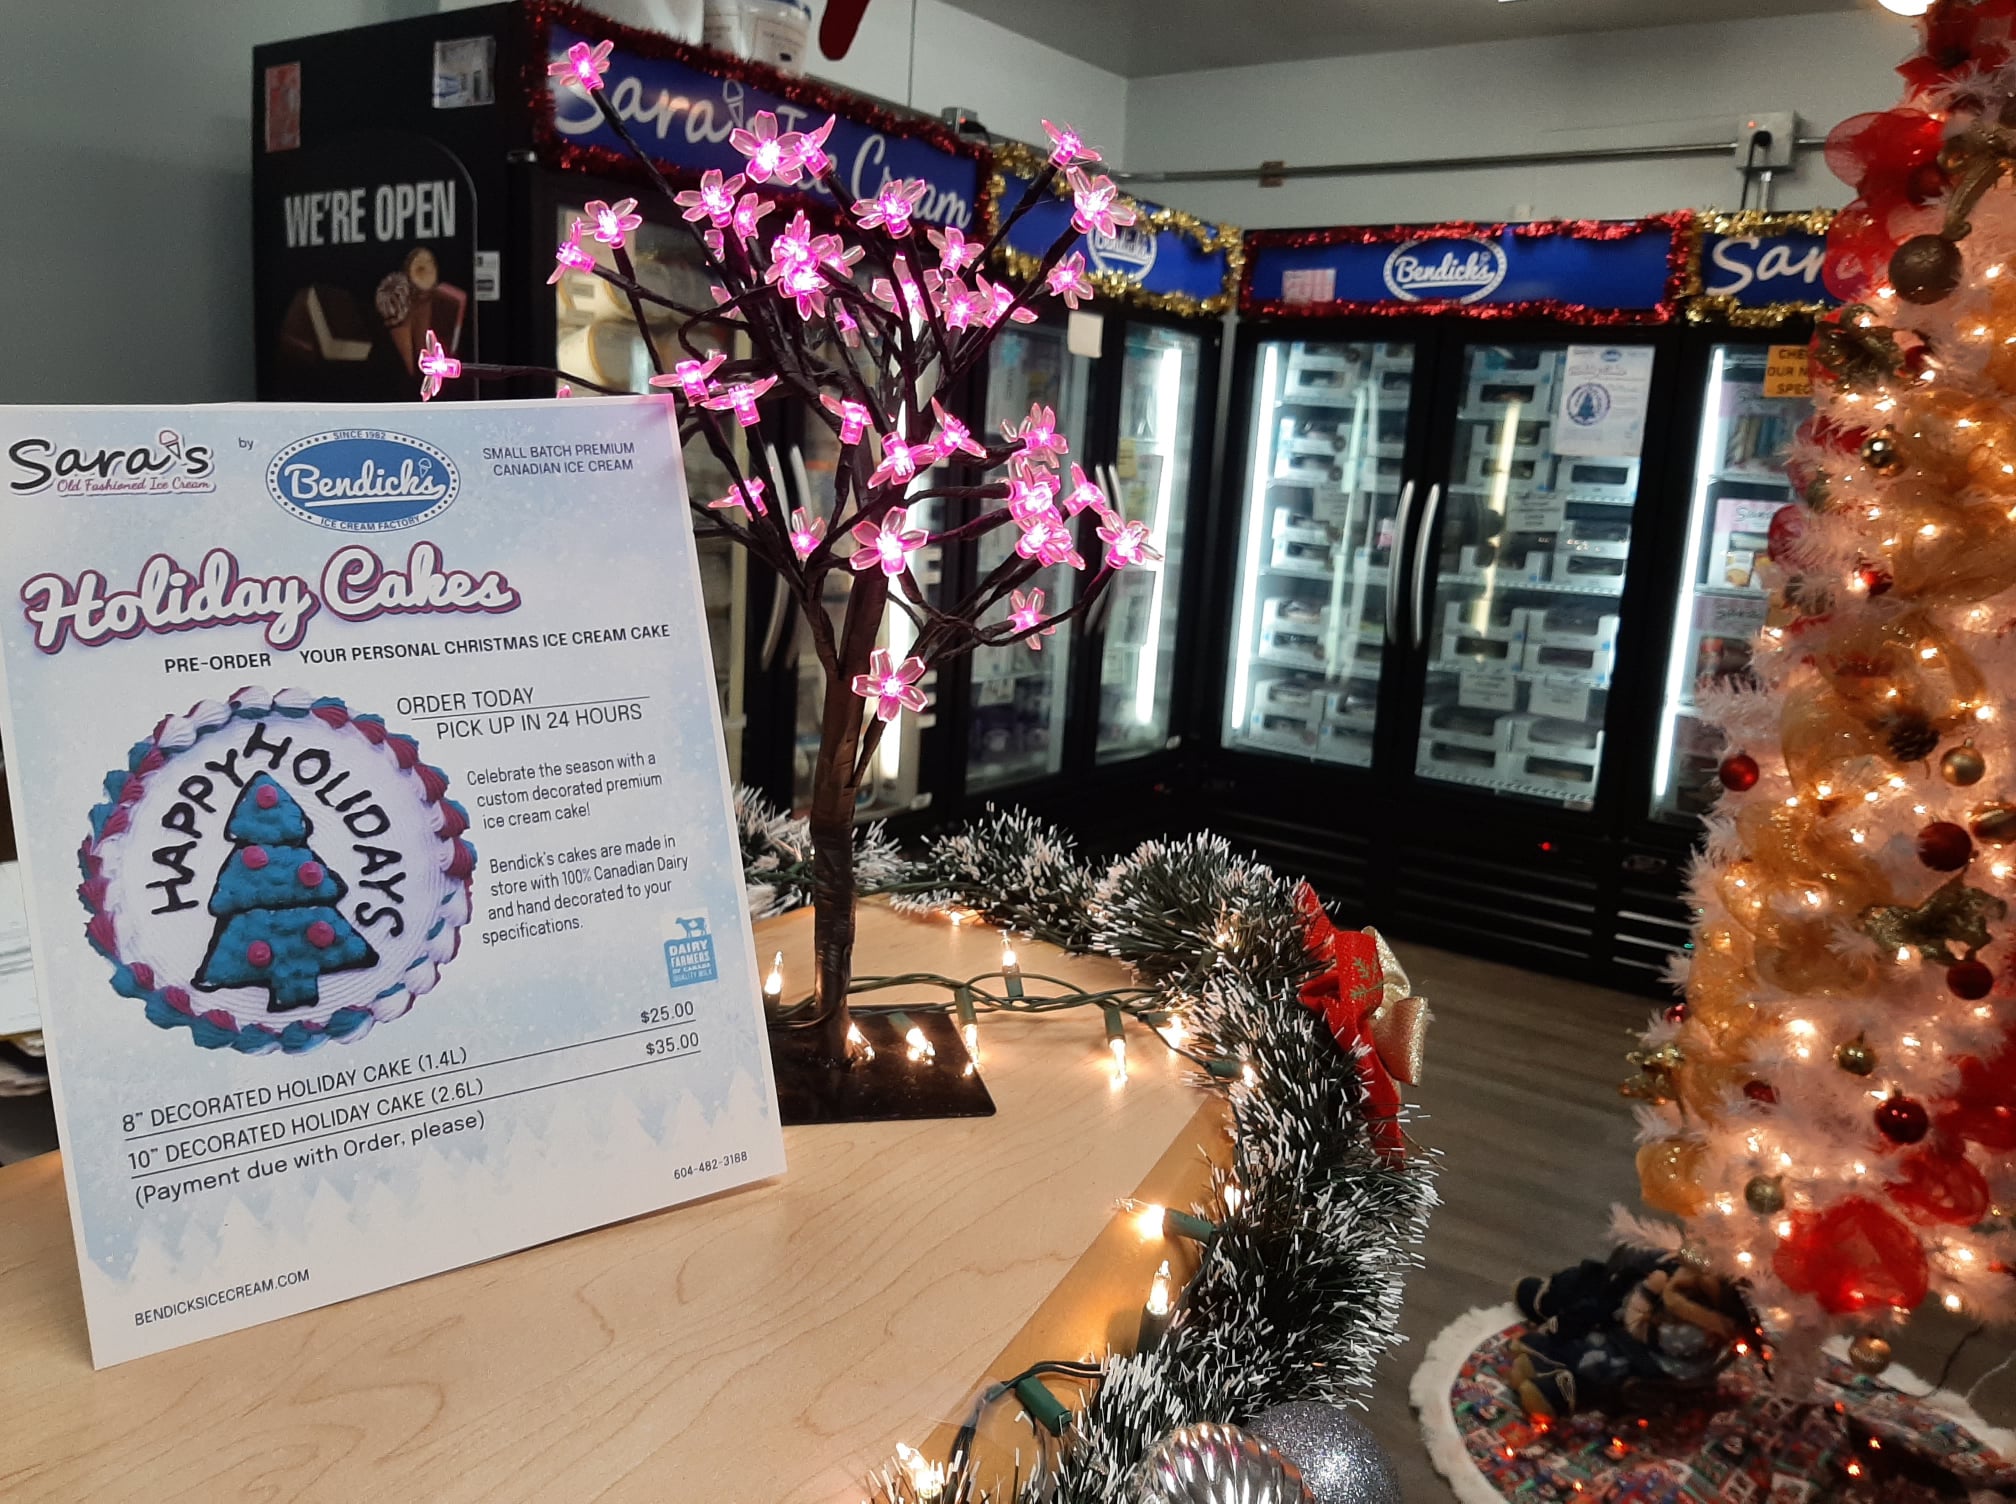 Sara's Ice Cream
WE'RE OPEN
Bendick's
Bendick's
CHE
OUR N
SPEC
Sara's
Old Fashioned Ice Cream
by
SINCE 1982
Bendick's
ICE CREAM FACTORY
SMALL BATCH PREMIUM
CANADIAN ICE CREAM
Holiday Cakes
PRE-ORDER YOUR PERSONAL CHRISTMAS ICE CREAM CAKE
HAPPY HOLIDAYS
ORDER TODAY
PICK UP IN 24 HOURS
Celebrate the season with a
custom decorated premium
ice cream cake!
Bendick's cakes are made in
store with 100% Canadian Dairy
and hand decorated to your
specifications.
DAIRY
FARMERS
OF CANADA
QUALITY MILK
8" DECORATED HOLIDAY CAKE (1.4L) $25.00
10" DECORATED HOLIDAY CAKE (2.6L) $35.00
(Payment due with Order, please)
604-482-3188
BENDICKSICECREAM.COM